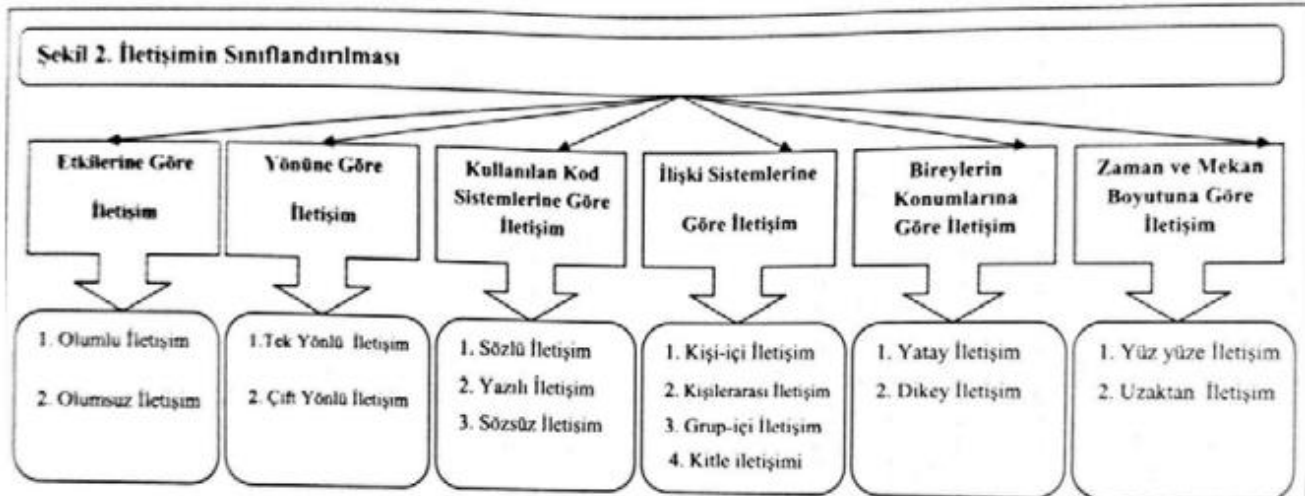 Şekil 2. İletişimin Sınıflandırılması
Etkilerine Göre
İletişim
Yönüne Göre
İletişim
Kullanılan Kod
Sistemlerine Göre
İletişim
İlişki Sistemlerine
Göre İletişim
Bireylerin
Konumlarına
Göre İletişim
Zaman ve Mekan
Boyutuna Göre
İletişim
1. Olumlu İletişim
2. Olumsuz İletişim
1.Tek Yönlü İletişim
2. Çift Yönlü İletişim
1. Sözlü İletişim
2. Yazılı İletişim
3. Sözsüz İletişim
1. Kişi-içi İletişim
2. Kişilerarası İletişim
3. Grup-içi İletişim
4. Kitle iletişimi
1. Yatay İletişim
2. Dikey İletişim
1. Yüz yüze İletişim
2. Uzaktan İletişim